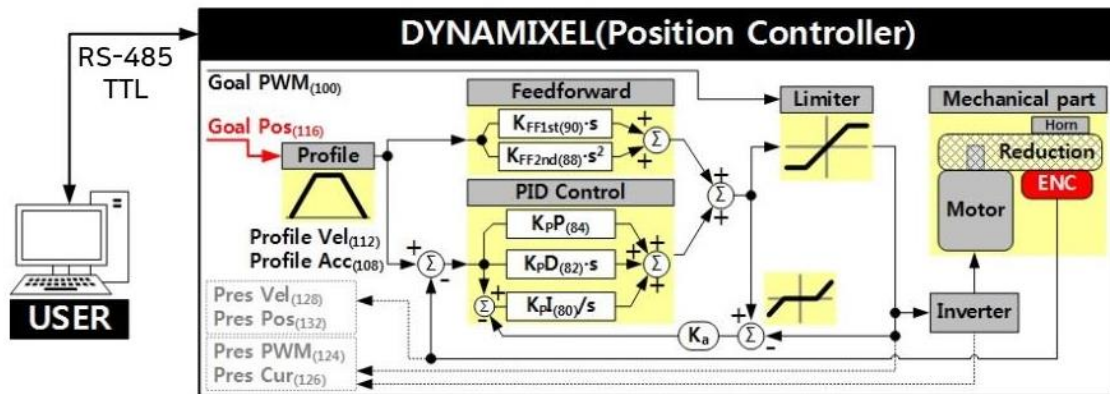 DYNAMIXEL(Position Controller)
RS-485
TTL
USER
Goal PWM(100)
Goal Pos(116)
Profile
Profile Vel(112)
Profile Acc(108)
Feedforward
KFF1st(90)·s
KFF2nd(88)·s²
+
+
Σ
PID Control
KPP(84)
KPD(82)·s
KPI(80)/s
+
-
Σ
+
-
Σ
+
+
+
Σ
+
+
Σ
Limiter
Ka
+
-
Σ
Mechanical part
Horn
Reduction
Motor
ENC
Inverter
Pres Vel(128)
Pres Pos(132)
Pres PWM(124)
Pres Cur(126)